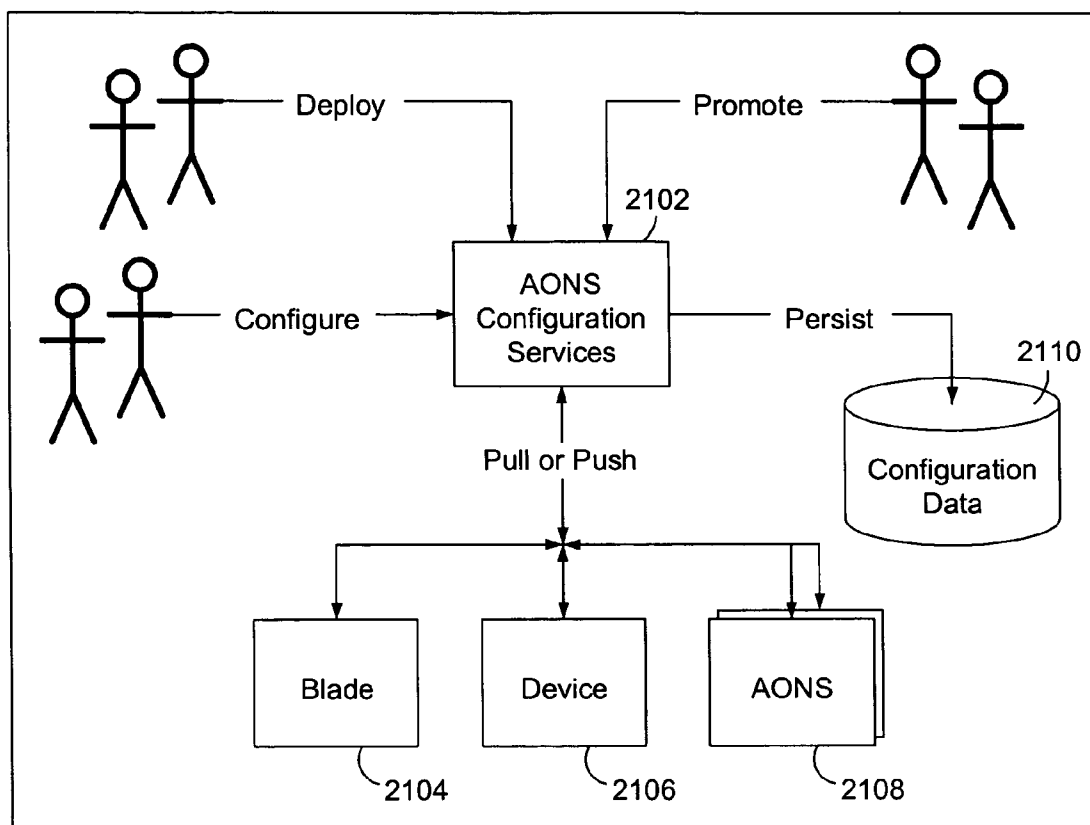 Deploy
Promote
2102
AONS
Configuration
Services
Configure
Persist
2110
Pull or Push
Configuration
Data
Blade
Device
AONS
2104
2106
2108